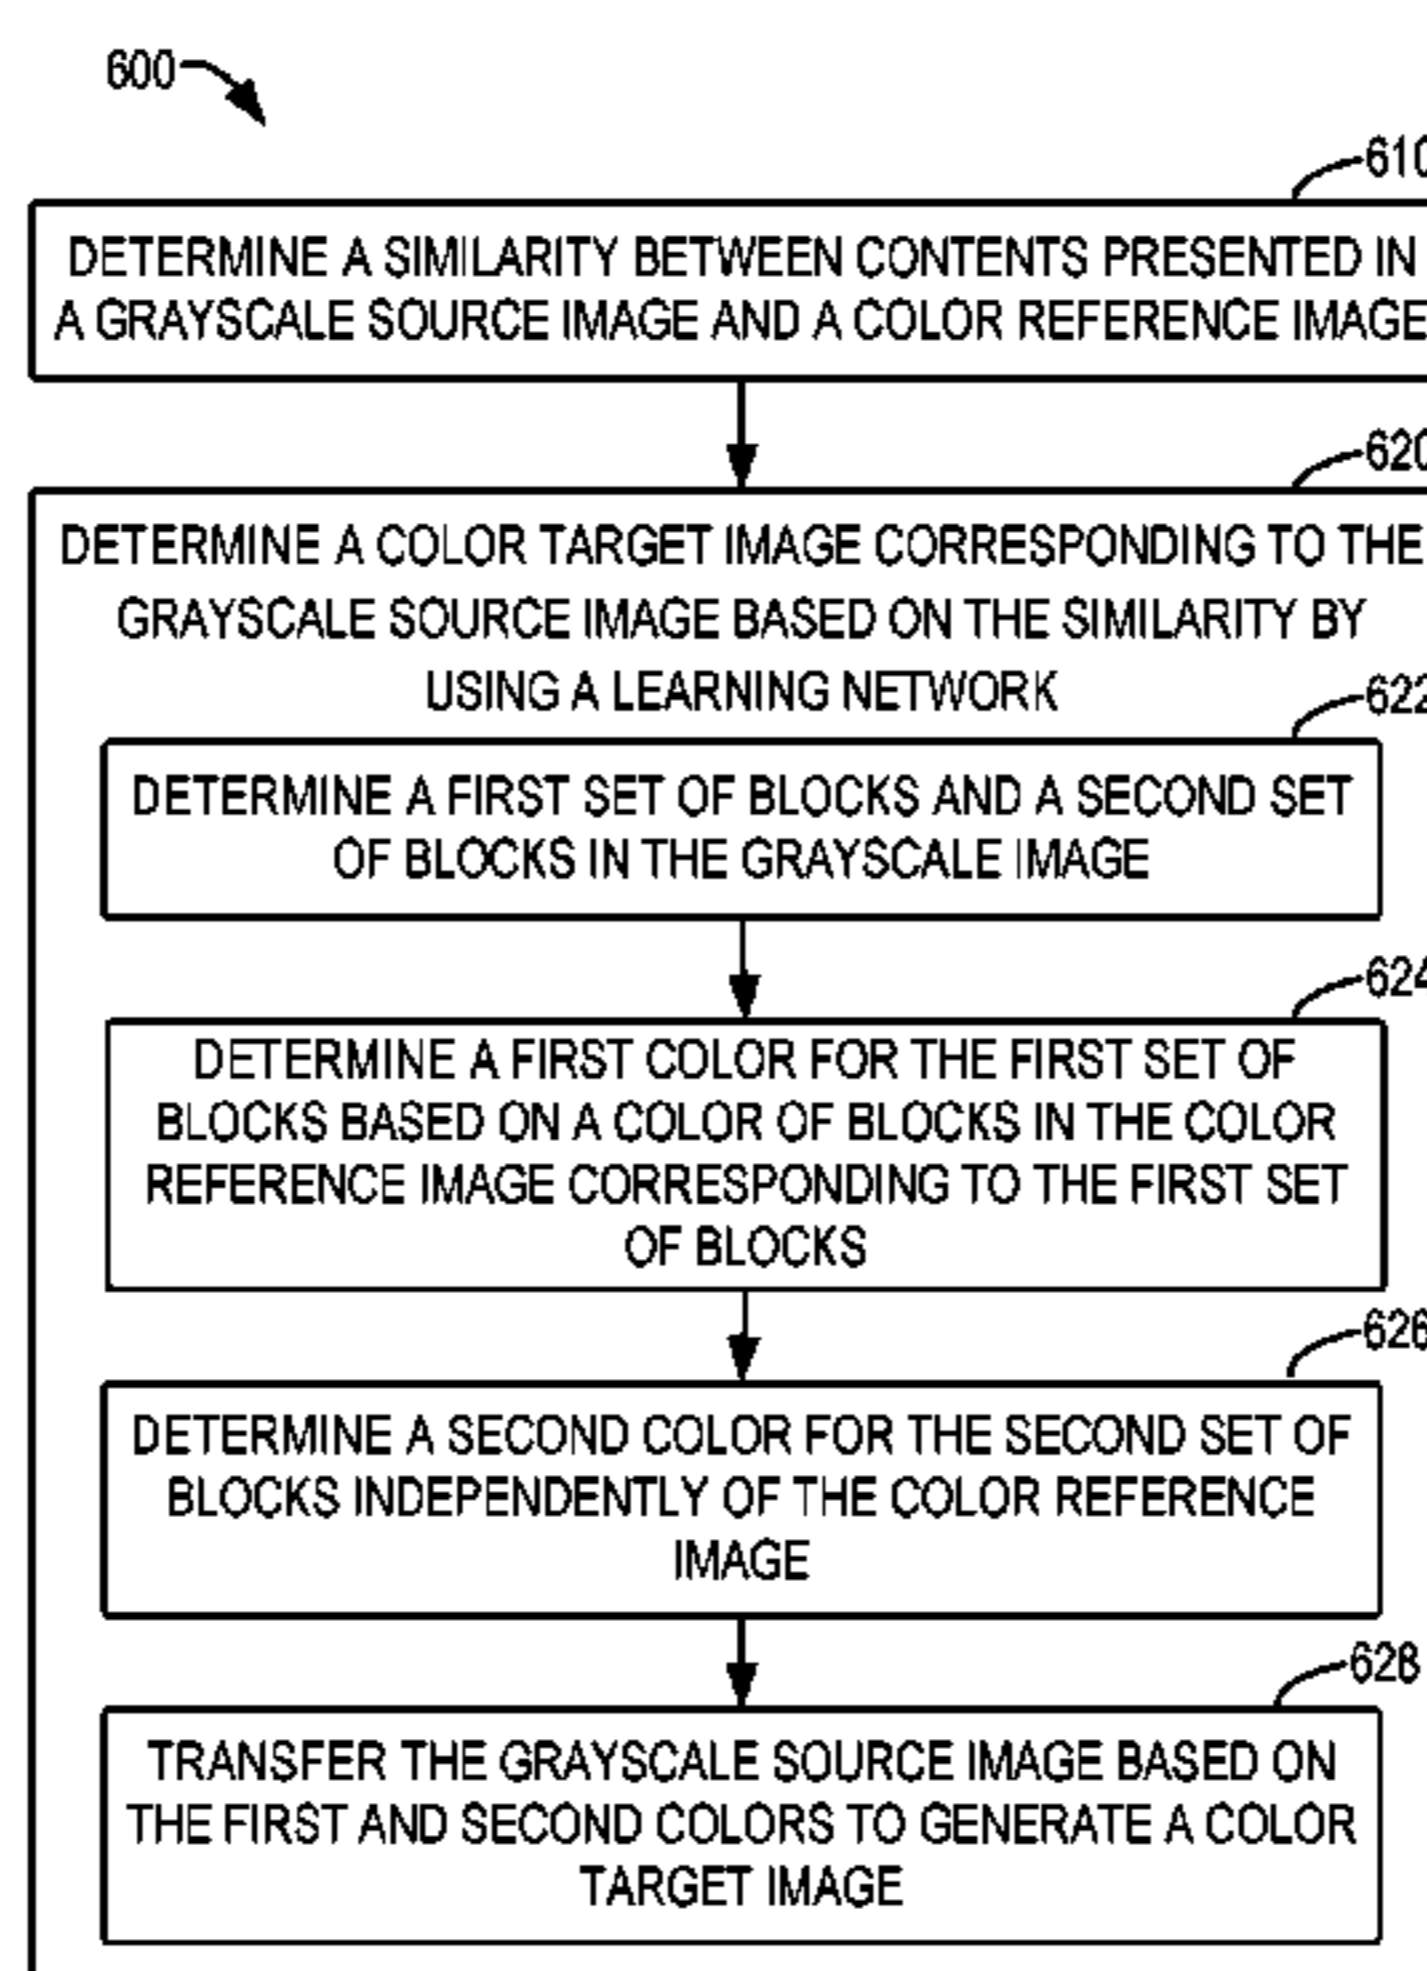 600
610
DETERMINE A SIMILARITY BETWEEN CONTENTS PRESENTED IN
A GRAYSCALE SOURCE IMAGE AND A COLOR REFERENCE IMAGE
620
DETERMINE A COLOR TARGET IMAGE CORRESPONDING TO THE
GRAYSCALE SOURCE IMAGE BASED ON THE SIMILARITY BY
USING A LEARNING NETWORK
622
DETERMINE A FIRST SET OF BLOCKS AND A SECOND SET
OF BLOCKS IN THE GRAYSCALE IMAGE
624
DETERMINE A FIRST COLOR FOR THE FIRST SET OF
BLOCKS BASED ON A COLOR OF BLOCKS IN THE COLOR
REFERENCE IMAGE CORRESPONDING TO THE FIRST SET
OF BLOCKS
626
DETERMINE A SECOND COLOR FOR THE SECOND SET OF
BLOCKS INDEPENDENTLY OF THE COLOR REFERENCE
IMAGE
628
TRANSFER THE GRAYSCALE SOURCE IMAGE BASED ON
THE FIRST AND SECOND COLORS TO GENERATE A COLOR
TARGET IMAGE